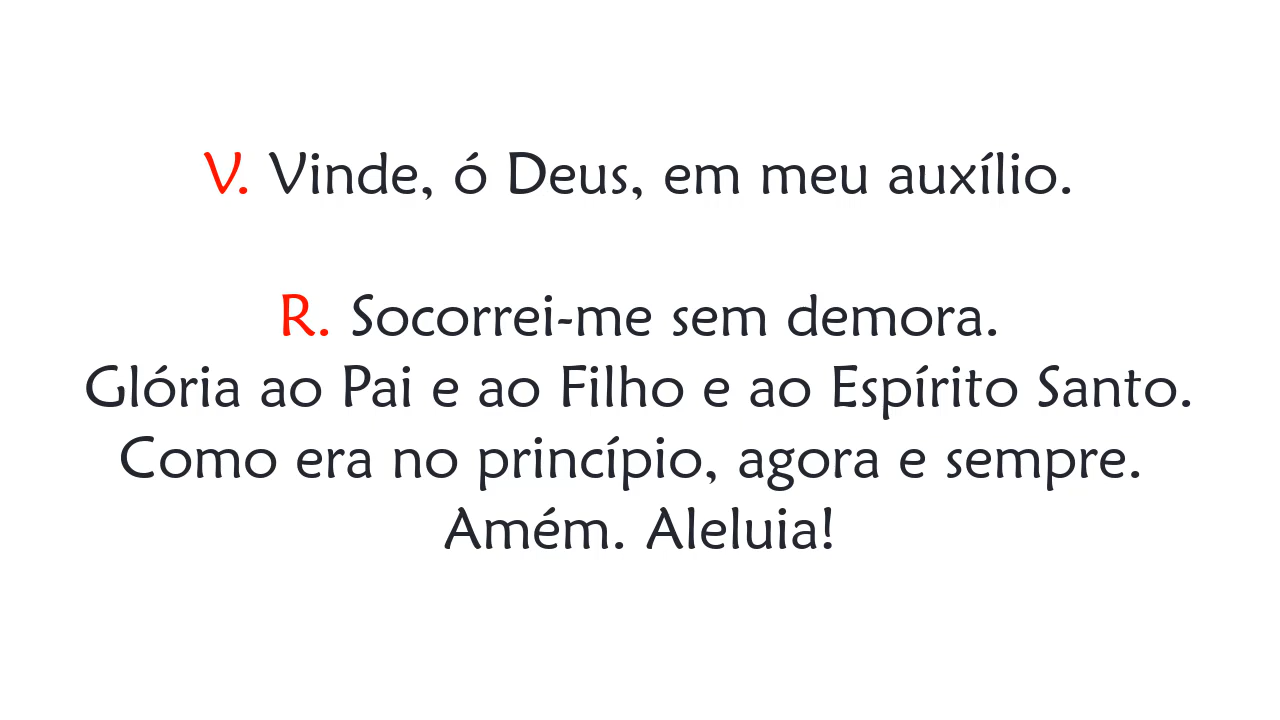 V. Vinde, ó Deus, em meu auxílio.
R. Socorrei-me sem demora.
Glória ao Pai e ao Filho e ao Espírito Santo.
Como era no princípio, agora e sempre.
Amém. Aleluia!